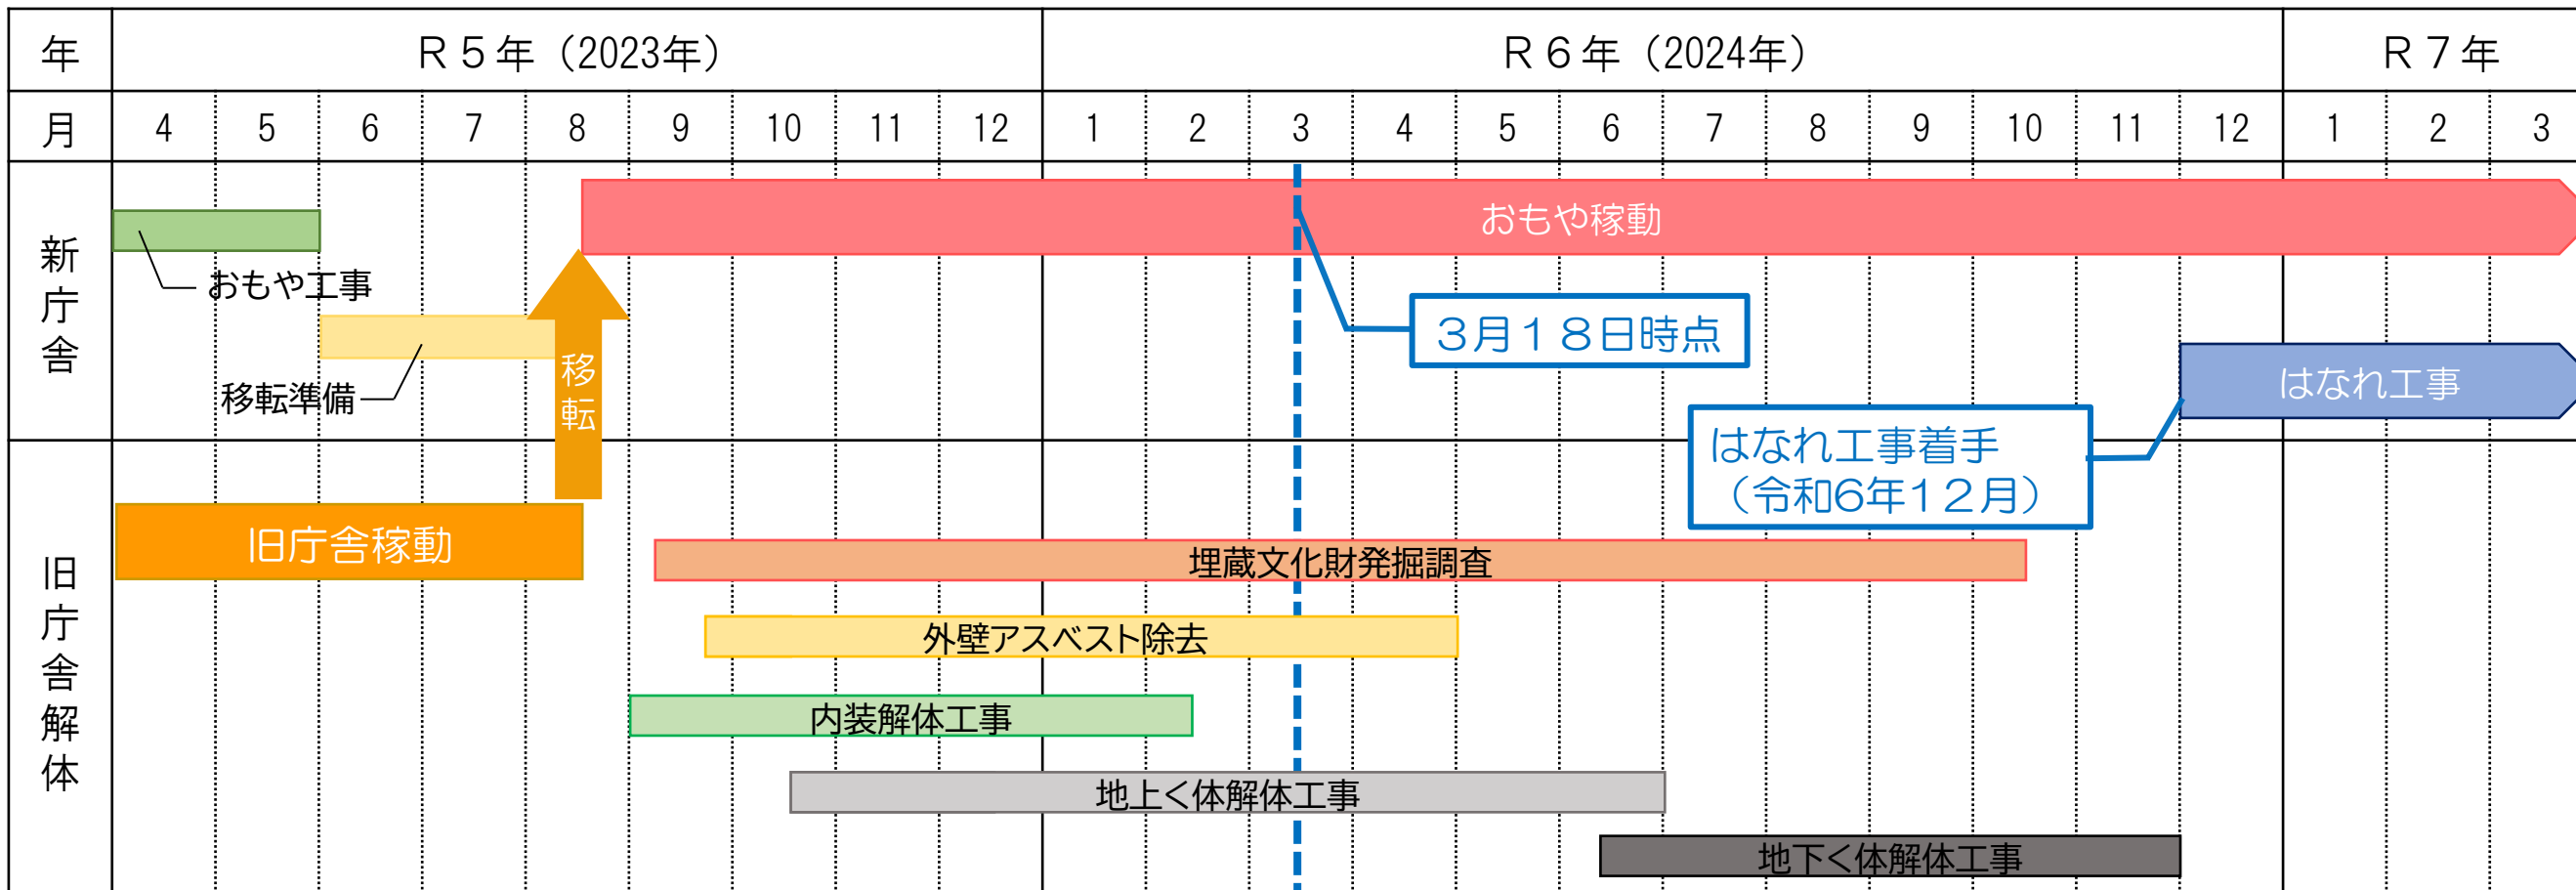 年 R5年（2023年） R6年（2024年） R7年
月 4 5 6 7 8 9 10 11 12 1 2 3 4 5 6 7 8 9 10 11 12 1 2 3
新庁舎
おもや稼動
おもや工事
3月18日時点
移転準備
移転
はなれ工事
はなれ工事着手
（令和6年12月）
旧庁舎解体
旧庁舎稼動
埋蔵文化財発掘調査
外壁アスベスト除去
内装解体工事
地上く体解体工事
地下く体解体工事